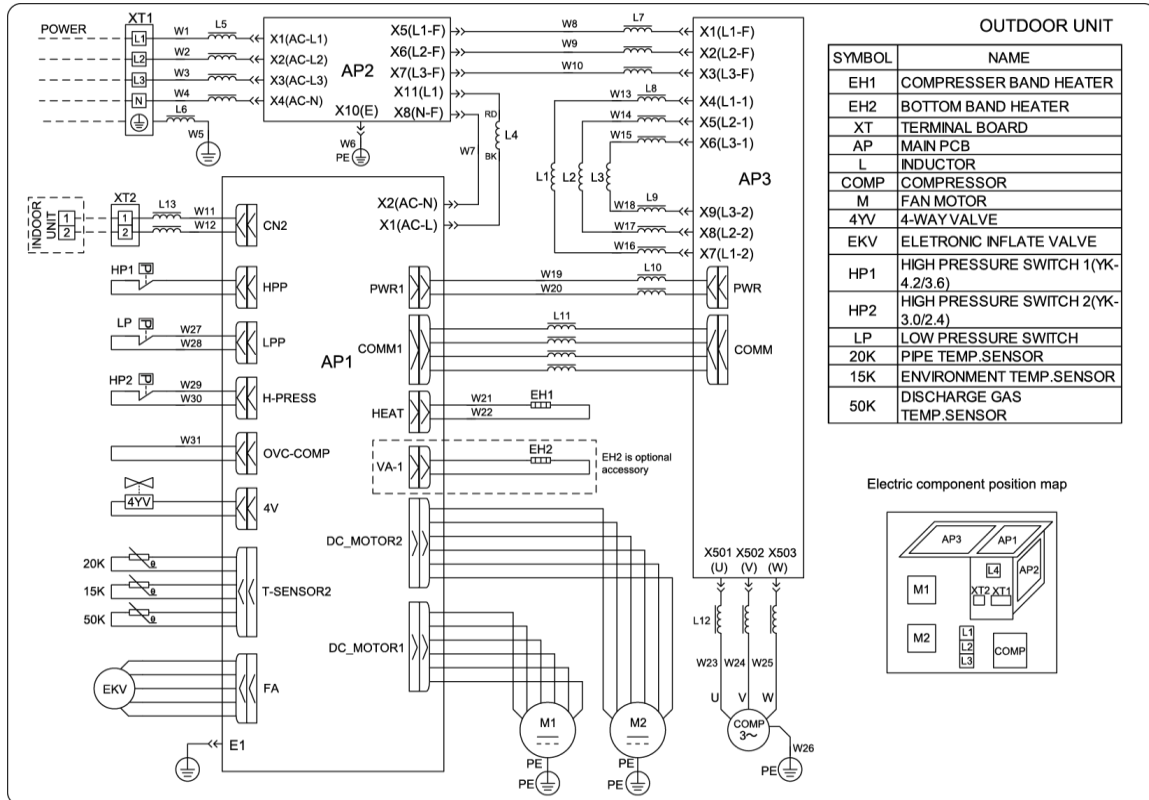 OUTDOOR UNIT
SYMBOL NAME
EH1 COMPRESSER BAND HEATER
EH2 BOTTOM BAND HEATER
XT TERMINAL BOARD
AP MAIN PCB
L INDUCTOR
COMP COMPRESSOR
M FAN MOTOR
4YV 4-WAY VALVE
EKV ELETRONIC INFLATE VALVE
HP1 HIGH PRESSURE SWITCH 1(YK-
4.2/3.6)
HP2 HIGH PRESSURE SWITCH 2(YK-
3.0/2.4)
LP LOW PRESSURE SWITCH
20K PIPE TEMP.SENSOR
15K ENVIRONMENT TEMP.SENSOR
50K DISCHARGE GAS
TEMP.SENSOR
POWER
XT1
L1
L2
L3
N
W1
L5
W2
W3
W4
L6
W5
X1(AC-L1)
X2(AC-L2)
X3(AC-L3)
X4(AC-N)
AP2
X5(L1-F)
X6(L2-F)
X7(L3-F)
X11(L1)
X10(E)
X8(N-F)
W6
PE
W7
RD
L4
BK
W8
L7
W9
W10
X1(L1-F)
X2(L2-F)
X3(L3-F)
W13
L8
X4(L1-1)
W14
X5(L2-1)
W15
X6(L3-1)
L1
L2
L3
AP3
W18
L9
X9(L3-2)
W17
X8(L2-2)
W16
X7(L1-2)
INDOOR
UNIT
1
2
XT2
1
2
L13
W11
W12
CN2
X2(AC-N)
X1(AC-L)
HP1
P
HPP
PWR1
W19
W20
L10
PWR
LP
P
W27
W28
LPP
AP1
COMM1
L11
COMM
HP2
P
W29
W30
H-PRESS
HEAT
W21
W22
EH1
W31
OVC-COMP
VA-1
EH2
EH2 is optional
accessory
4YV
4V
DC_MOTOR2
20K
θ
15K
θ
50K
θ
T-SENSOR2
DC_MOTOR1
EKV
FA
E1
M1
PE
PE
M2
PE
PE
X501 X502 X503
(U) (V) (W)
L12
W23 W24 W25
U V W
COMP
3~
W26
PE
Electric component position map
AP3
AP1
AP2
L4
XT2 XT1
M1
M2
L1
L2
L3
COMP